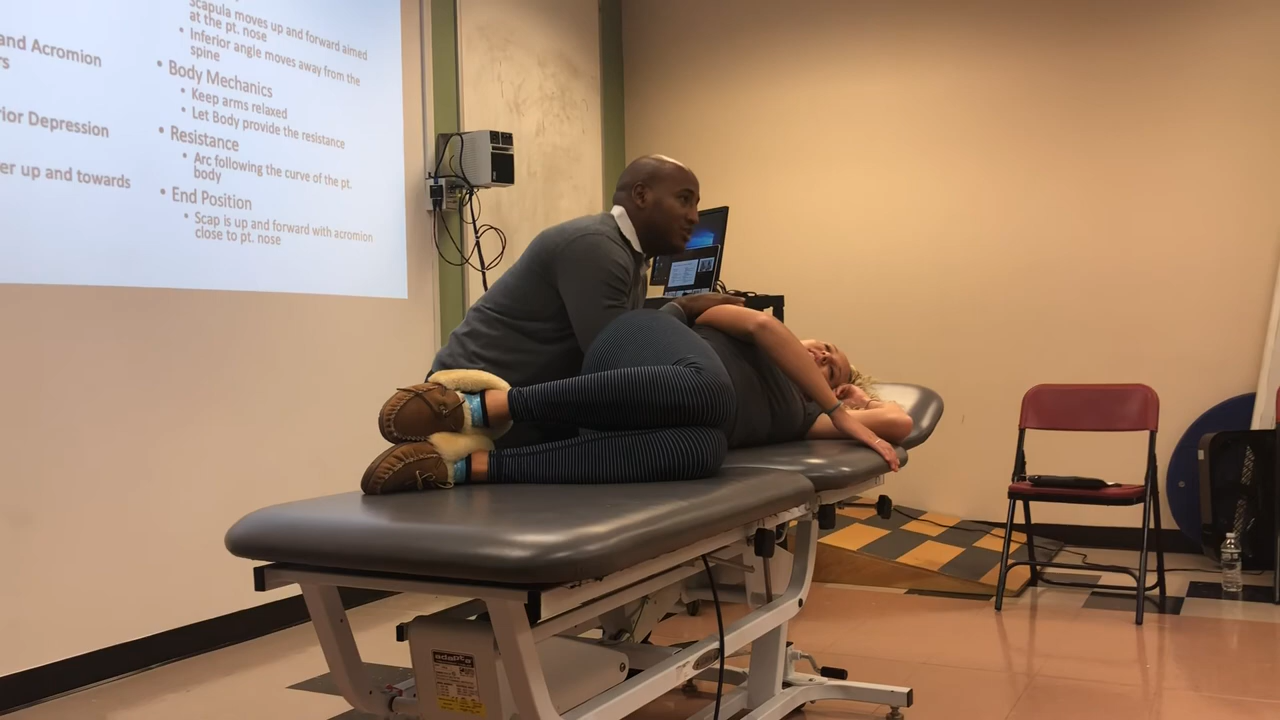 and Acromion
rs
rior Depression
er up and towards
Scapula moves up and forward aimed
at the pt. nose
• Inferior angle moves away from the
spine
• Body Mechanics
• Keep arms relaxed
• Let Body provide the resistance
• Resistance
• Arc following the curve of the pt.
body
• End Position
• Scap is up and forward with acromion
close to pt. nose
adapta